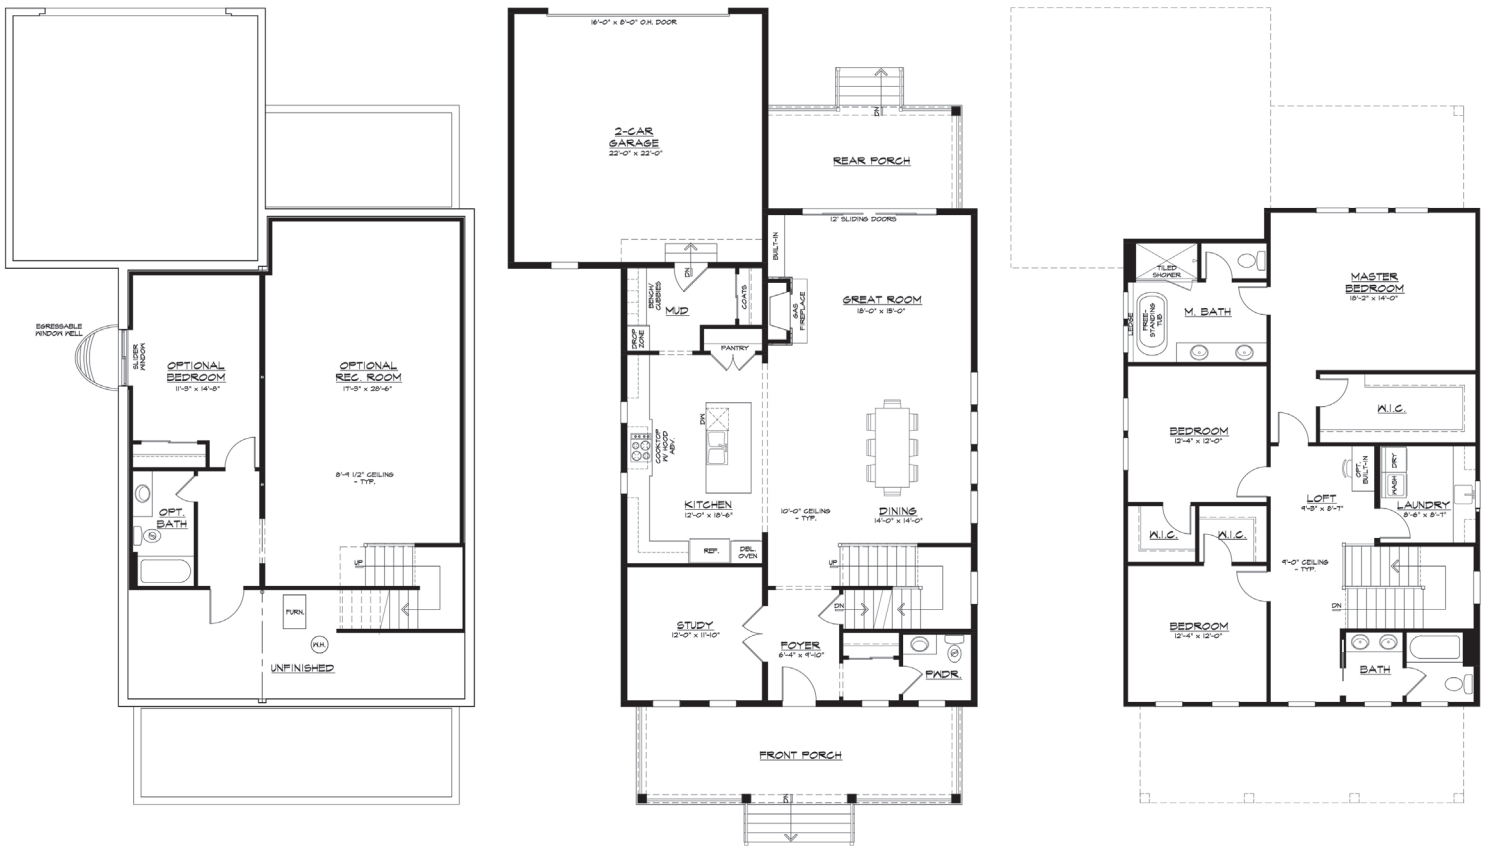 EGRESSABLE
WINDOW WELL
SLIDER
WINDOW
OPTIONAL
BEDROOM
11'-9" x 14'-8"
OPTIONAL
REC. ROOM
17'-9" x 28'-6"
8'-9 1/2" CEILING
- TYP.
OPT.
BATH
UP
FURN.
W.H.
UNFINISHED
16'-0" x 8'-0" O.H. DOOR
2-CAR
GARAGE
22'-0" x 22'-0"
DN
REAR PORCH
12' SLIDING DOORS
BUILT-IN
DN
BENCH/
CUBBIES
MUD
COATS
DROP
ZONE
PANTRY
GAS
FIREPLACE
GREAT ROOM
18'-0" x 15'-0"
DW
COOKTOP
W/ HOOD
ABV.
KITCHEN
12'-0" x 18'-6"
10'-0" CEILING
- TYP.
DINING
14'-0" x 14'-0"
REF.
DBL.
OVEN
UP
DN
STUDY
12'-0" x 11'-10"
FOYER
6'-4" x 9'-10"
PWDR.
FRONT PORCH
DN
TILED
SHOWER
LEDGE
FREE-
STANDING
TUB
M. BATH
MASTER
BEDROOM
18'-2" x 14'-0"
W.I.C.
BEDROOM
12'-4" x 12'-0"
OPT.
BUILT-IN
WASH
DRY
LOFT
9'-9" x 8'-7"
LAUNDRY
8'-6" x 8'-7"
W.I.C.
W.I.C.
9'-0" CEILING
- TYP.
DN
BEDROOM
12'-4" x 12'-0"
BATH